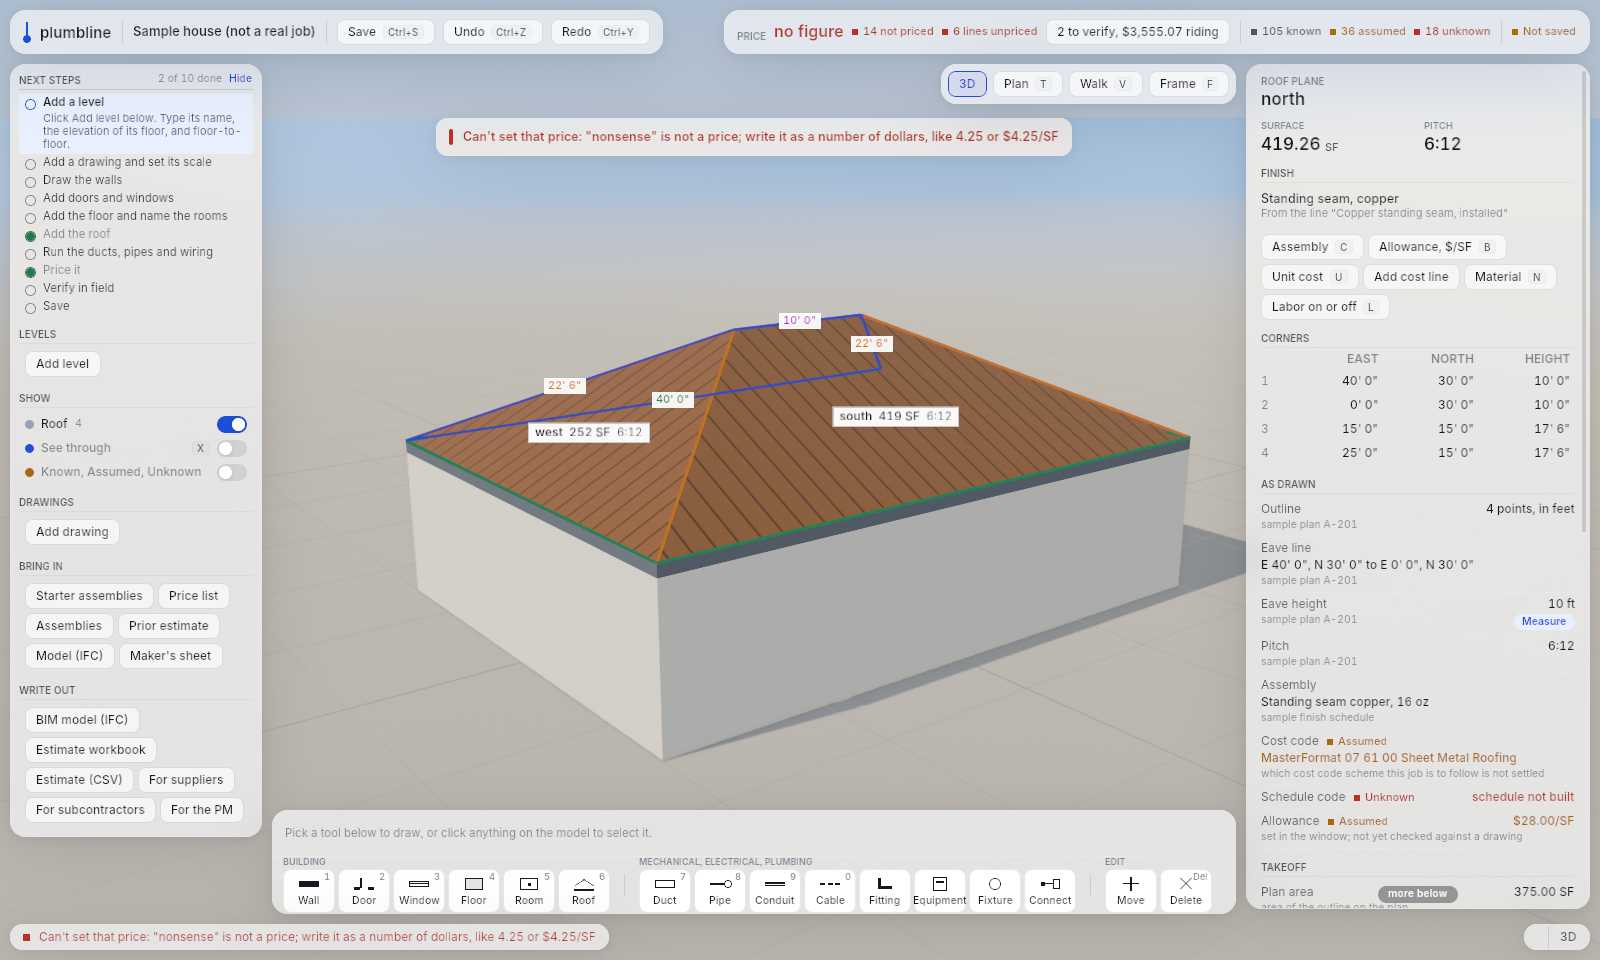 plumbline
Sample house (not a real job)
Save Ctrl+S
Undo Ctrl+Z
Redo Ctrl+Y
PRICE no figure
14 not priced
6 lines unpriced
2 to verify, $3,555.07 riding
105 known
36 assumed
18 unknown
Not saved
NEXT STEPS
2 of 10 done Hide
Add a level
Click Add level below. Type its name,
the elevation of its floor, and floor-to-
floor.
Add a drawing and set its scale
Draw the walls
Add doors and windows
Add the floor and name the rooms
Add the roof
Run the ducts, pipes and wiring
Price it
Verify in field
Save
LEVELS
Add level
SHOW
Roof 4
See through X
Known, Assumed, Unknown
DRAWINGS
Add drawing
BRING IN
Starter assemblies
Price list
Assemblies
Prior estimate
Model (IFC)
Maker's sheet
WRITE OUT
BIM model (IFC)
Estimate workbook
Estimate (CSV)
For suppliers
For subcontractors
For the PM
3D
Plan T
Walk V
Frame F
Can't set that price: "nonsense" is not a price; write it as a number of dollars, like 4.25 or $4.25/SF
10' 0"
22' 6"
22' 6"
40' 0"
south 419 SF 6:12
west 252 SF 6:12
Pick a tool below to draw, or click anything on the model to select it.
BUILDING
1 Wall
2 Door
3 Window
4 Floor
5 Room
6 Roof
MECHANICAL, ELECTRICAL, PLUMBING
7 Duct
8 Pipe
9 Conduit
0 Cable
Fitting
Equipment
Fixture
Connect
EDIT
Move
Del Delete
ROOF PLANE
north
SURFACE PITCH
419.26 SF 6:12
FINISH
Standing seam, copper
From the line "Copper standing seam, installed"
Assembly C
Allowance, $/SF B
Unit cost U
Add cost line
Material N
Labor on or off L
CORNERS
EAST NORTH HEIGHT
1 40' 0" 30' 0" 10' 0"
2 0' 0" 30' 0" 10' 0"
3 15' 0" 15' 0" 17' 6"
4 25' 0" 15' 0" 17' 6"
AS DRAWN
Outline 4 points, in feet
sample plan A-201
Eave line
E 40' 0", N 30' 0" to E 0' 0", N 30' 0"
sample plan A-201
Eave height 10 ft
sample plan A-201 Measure
Pitch 6:12
sample plan A-201
Assembly
Standing seam copper, 16 oz
sample finish schedule
Cost code Assumed
MasterFormat 07 61 00 Sheet Metal Roofing
which cost code scheme this job is to follow is not settled
Schedule code Unknown schedule not built
Allowance Assumed $28.00/SF
set in the window; not yet checked against a drawing
TAKEOFF
Plan area 375.00 SF
more below
area of the outline on the plan
Can't set that price: "nonsense" is not a price; write it as a number of dollars, like 4.25 or $4.25/SF
3D